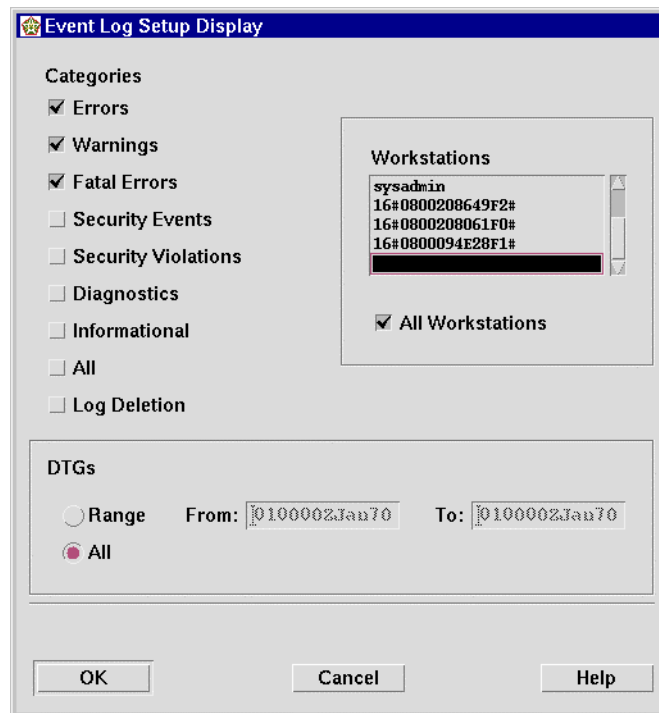 Event Log Setup Display
Categories
Errors
Warnings
Fatal Errors
Security Events
Security Violations
Diagnostics
Informational
All
Log Deletion
Workstations
sysadmin
16#0800208649F2#
16#0800208061F0#
16#0800094E28F1#
All Workstations
DTGs
Range From: 010000ZJan70 To: 010000ZJan70
All
OK Cancel Help